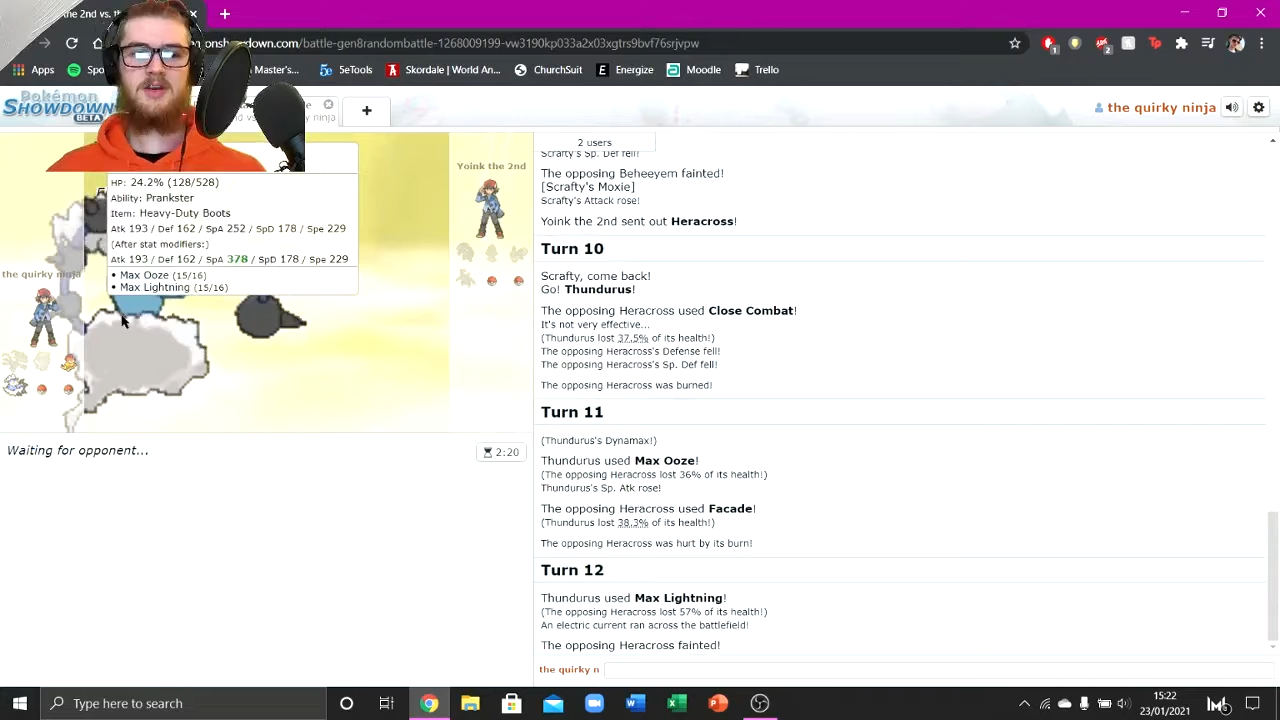 the 2nd vs. th
onshowdown.com/battle-gen8randombattle-1268009199-vw3190kp033a2x03xgtrs9bvf76srjvpw
Apps
Master's...
5eTools
Skordale | World An...
ChurchSuit
Energize
Moodle
Trello
Pokémon
SHOWDOWN
BETA
the quirky ninja
2 users
Yoink the 2nd
the quirky ninja
HP: 24.2% (128/528)
Ability: Prankster
Item: Heavy-Duty Boots
Atk 193 / Def 162 / SpA 252 / SpD 178 / Spe 229
(After stat modifiers:)
Atk 193 / Def 162 / SpA 378 / SpD 178 / Spe 229
• Max Ooze (15/16)
• Max Lightning (15/16)
Waiting for opponent...
2:20
Scrafty's Sp. Def fell!
The opposing Beheeyem fainted!
[Scrafty's Moxie]
Scrafty's Attack rose!
Yoink the 2nd sent out Heracross!
Turn 10
Scrafty, come back!
Go! Thundurus!
The opposing Heracross used Close Combat!
It's not very effective...
(Thundurus lost 37.5% of its health!)
The opposing Heracross's Defense fell!
The opposing Heracross's Sp. Def fell!
The opposing Heracross was burned!
Turn 11
(Thundurus's Dynamax!)
Thundurus used Max Ooze!
(The opposing Heracross lost 36% of its health!)
Thundurus's Sp. Atk rose!
The opposing Heracross used Facade!
(Thundurus lost 38.3% of its health!)
The opposing Heracross was hurt by its burn!
Turn 12
Thundurus used Max Lightning!
(The opposing Heracross lost 57% of its health!)
An electric current ran across the battlefield!
The opposing Heracross fainted!
the quirky n
Type here to search
15:22
23/01/2021